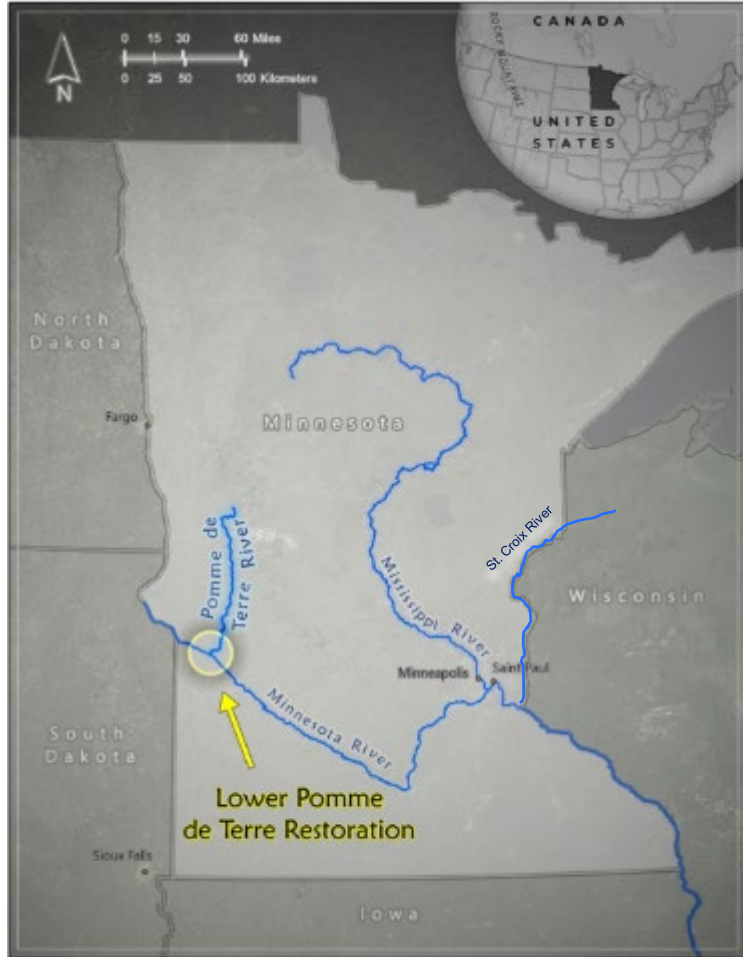 CANADA
ROCKY MOUNTAINS
UNITED
STATES
0 15 30 60 Miles
0 25 50 100 Kilometers
N
North
Dakota
Minnesota
Fargo
Pomme de
Terre River
St. Croix River
Mississippi River
Wisconsin
Minneapolis
Saint Paul
Minnesota River
South
Dakota
Lower Pomme
de Terre Restoration
Sioux Falls
Iowa